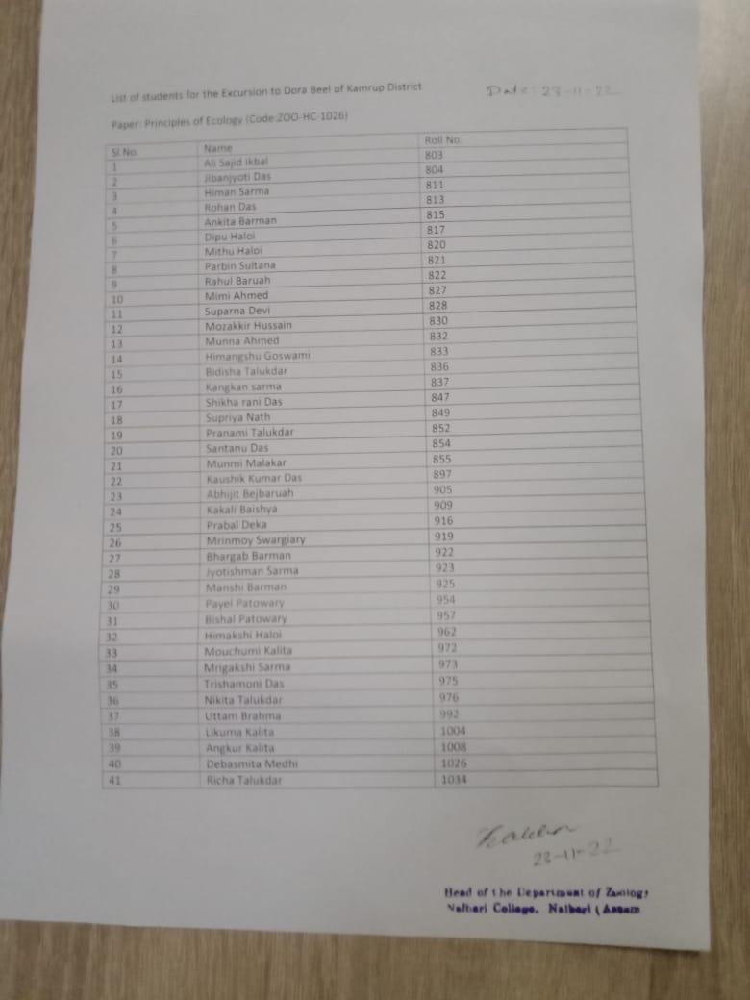 List of students for the Excursion to Dora Beel of Kamrup District
Date: 23-11-22
Paper: Principles of Ecology (Code:ZOO-HC-1026)
Sl.No. Name Roll No.
1 Ali Sajid Ikbal 803
2 Jibanjyoti Das 804
3 Himan Sarma 811
4 Rohan Das 813
5 Ankita Barman 815
6 Dipu Haloi 817
7 Mithu Haloi 820
8 Parbin Sultana 821
9 Rahul Baruah 822
10 Mimi Ahmed 827
11 Suparna Devi 828
12 Mozakkir Hussain 830
13 Munna Ahmed 832
14 Himangshu Goswami 833
15 Bidisha Talukdar 836
16 Kangkan sarma 837
17 Shikha rani Das 847
18 Supriya Nath 849
19 Pranami Talukdar 852
20 Santanu Das 854
21 Munmi Malakar 855
22 Kaushik Kumar Das 897
23 Abhijit Bejbaruah 905
24 Kakali Baishya 909
25 Prabal Deka 916
26 Mrinmoy Swargiary 919
27 Bhargab Barman 922
28 Jyotishman Sarma 923
29 Manshi Barman 925
30 Payel Patowary 954
31 Bishal Patowary 957
32 Himakshi Haloi 962
33 Mouchumi Kalita 972
34 Mrigakshi Sarma 973
35 Trishamoni Das 975
36 Nikita Talukdar 976
37 Uttam Brahma 992
38 Likuma Kalita 1004
39 Angkur Kalita 1008
40 Debasmita Medhi 1026
41 Richa Talukdar 1034
23-11-22
Head of the Department of Zoology
Nalbari College, Nalbari (Assam